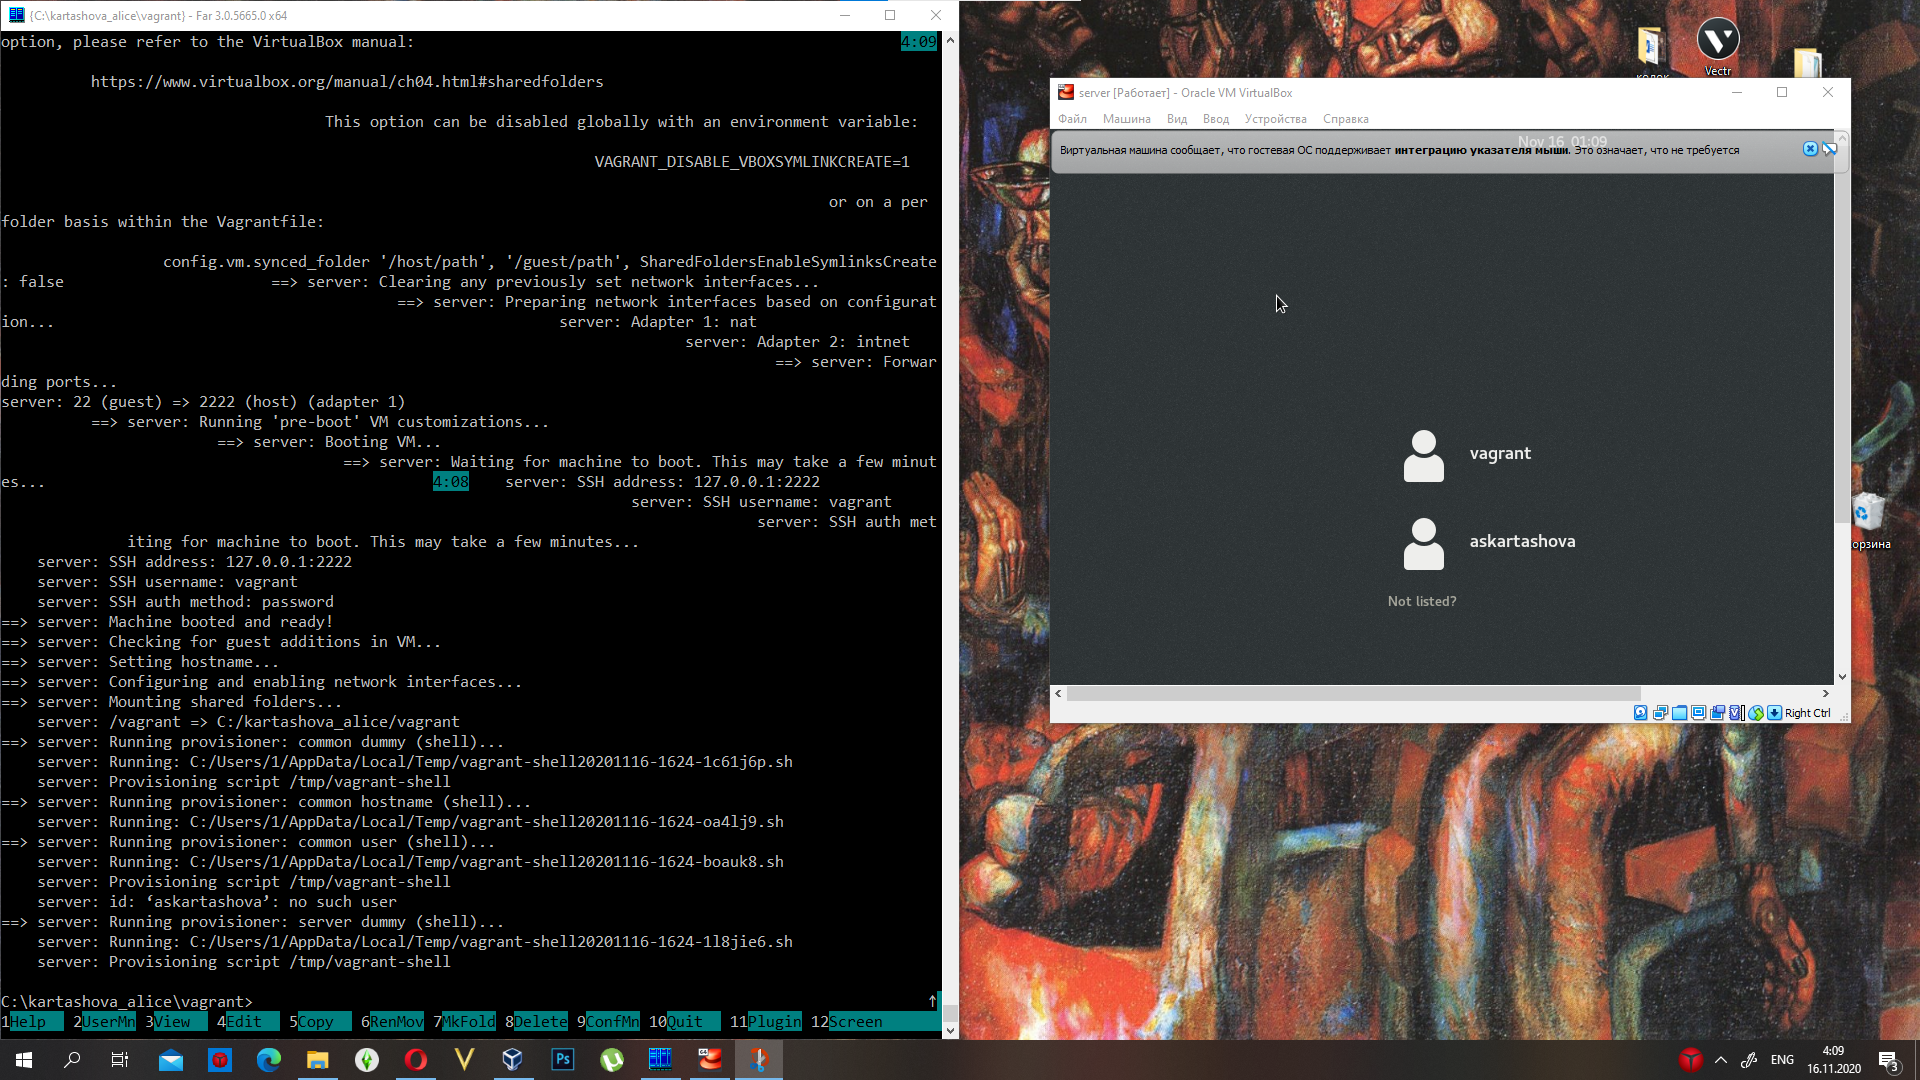 {C:\kartashova_alice\vagrant} - Far 3.0.5665.0 x64
option, please refer to the VirtualBox manual: 4:09
https://www.virtualbox.org/manual/ch04.html#sharedfolders
This option can be disabled globally with an environment variable:
VAGRANT_DISABLE_VBOXSYMLINKCREATE=1
or on a per
folder basis within the Vagrantfile:
config.vm.synced_folder '/host/path', '/guest/path', SharedFoldersEnableSymlinksCreate
: false ==> server: Clearing any previously set network interfaces...
==> server: Preparing network interfaces based on configurat
ion... server: Adapter 1: nat
server: Adapter 2: intnet
==> server: Forwar
ding ports...
server: 22 (guest) => 2222 (host) (adapter 1)
==> server: Running 'pre-boot' VM customizations...
==> server: Booting VM...
==> server: Waiting for machine to boot. This may take a few minut
es... 4:08 server: SSH address: 127.0.0.1:2222
server: SSH username: vagrant
server: SSH auth met
iting for machine to boot. This may take a few minutes...
server: SSH address: 127.0.0.1:2222
server: SSH username: vagrant
server: SSH auth method: password
==> server: Machine booted and ready!
==> server: Checking for guest additions in VM...
==> server: Setting hostname...
==> server: Configuring and enabling network interfaces...
==> server: Mounting shared folders...
server: /vagrant => C:/kartashova_alice/vagrant
==> server: Running provisioner: common dummy (shell)...
server: Running: C:/Users/1/AppData/Local/Temp/vagrant-shell20201116-1624-1c61j6p.sh
server: Provisioning script /tmp/vagrant-shell
==> server: Running provisioner: common hostname (shell)...
server: Running: C:/Users/1/AppData/Local/Temp/vagrant-shell20201116-1624-oa4lj9.sh
==> server: Running provisioner: common user (shell)...
server: Running: C:/Users/1/AppData/Local/Temp/vagrant-shell20201116-1624-boauk8.sh
server: Provisioning script /tmp/vagrant-shell
server: id: ‘askartashova’: no such user
==> server: Running provisioner: server dummy (shell)...
server: Running: C:/Users/1/AppData/Local/Temp/vagrant-shell20201116-1624-1l8jie6.sh
server: Provisioning script /tmp/vagrant-shell
C:\kartashova_alice\vagrant>
1Help 2UserMn 3View 4Edit 5Copy 6RenMov 7MkFold 8Delete 9ConfMn 10Quit 11Plugin 12Screen
Vectr
server [Работает] - Oracle VM VirtualBox
Файл Машина Вид Ввод Устройства Справка
Nov 16 01:09
Виртуальная машина сообщает, что гостевая ОС поддерживает интеграцию указателя мыши. Это означает, что не требуется
vagrant
askartashova
Not listed?
Right Ctrl
орзина
Ps
ENG
4:09
16.11.2020
3